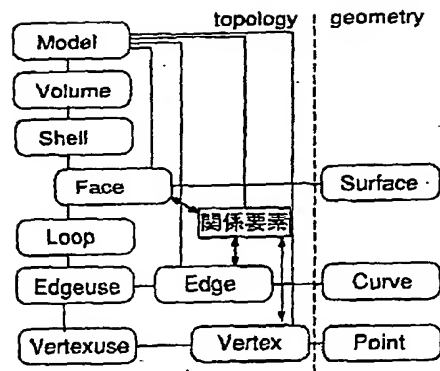 topology geometry
Model
Volume
Shell
Face Surface
関係要素
Loop
Edgeuse Edge Curve
Vertexuse Vertex Point